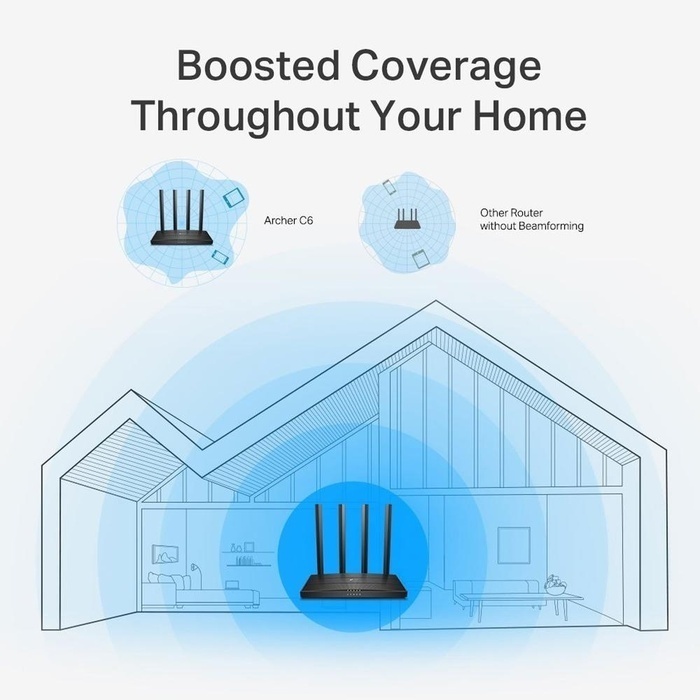 Boosted Coverage
Throughout Your Home
Archer C6
Other Router
without Beamforming